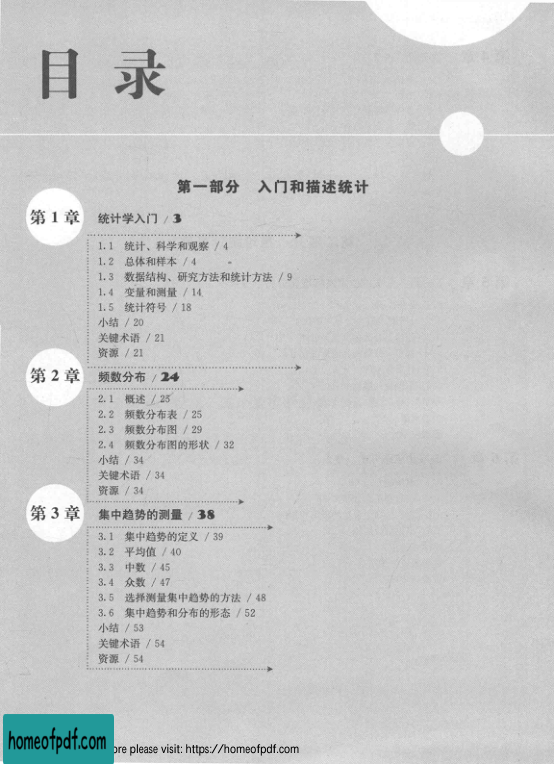 目录
第一部分 入门和描述统计
第1章 统计学入门 / 3
1.1 统计、科学和观察 / 4
1.2 总体和样本 / 4
1.3 数据结构、研究方法和统计方法 / 9
1.4 变量和测量 / 14
1.5 统计符号 / 18
小结 / 20
关键术语 / 21
资源 / 21
第2章 频数分布 / 24
2.1 概述 / 25
2.2 频数分布表 / 25
2.3 频数分布图 / 29
2.4 频数分布图的形状 / 32
小结 / 34
关键术语 / 34
资源 / 34
第3章 集中趋势的测量 / 38
3.1 集中趋势的定义 / 39
3.2 平均值 / 40
3.3 中数 / 45
3.4 众数 / 47
3.5 选择测量集中趋势的方法 / 48
3.6 集中趋势和分布的形态 / 52
小结 / 53
关键术语 / 54
资源 / 54
homeofpdf.com
ore please visit: https://homeofpdf.com